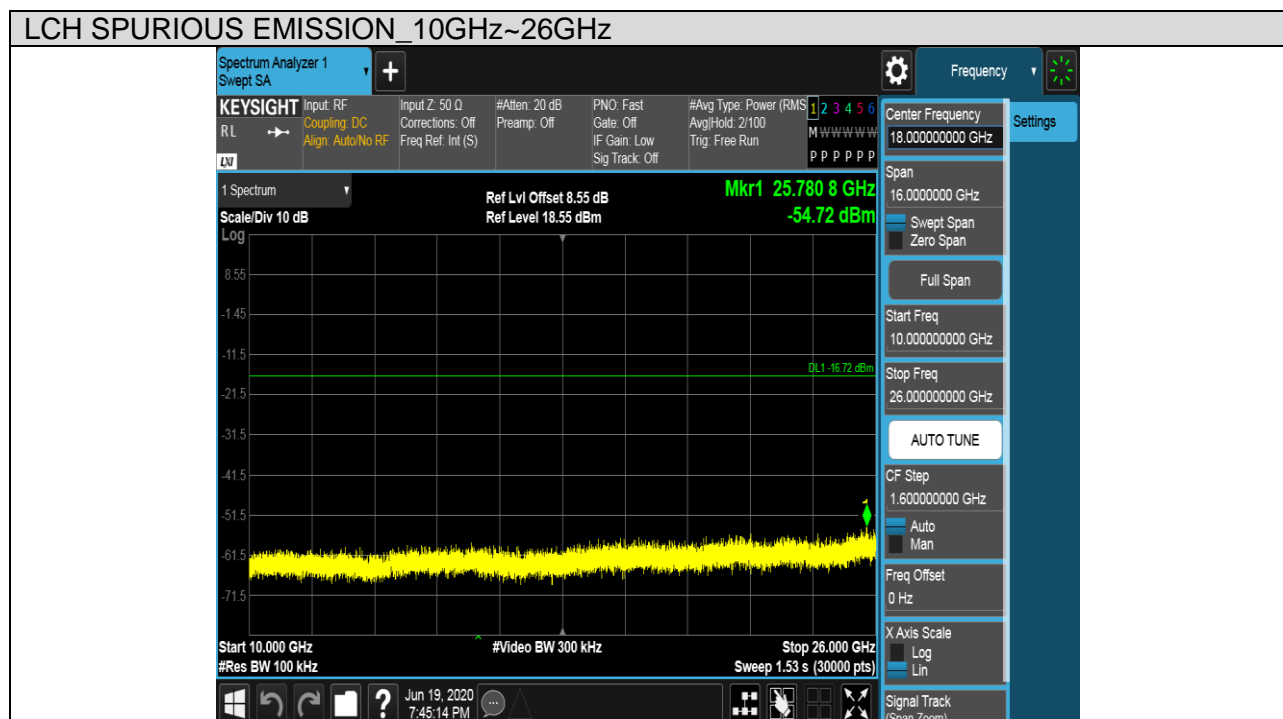 LCH SPURIOUS EMISSION_10GHz~26GHz
Spectrum Analyzer 1
Swept SA
+
Frequency
KEYSIGHT
RL
LXI
Input: RF
Coupling: DC
Align: Auto/No RF
Input Z: 50 Ω
Corrections: Off
Freq Ref: Int (S)
#Atten: 20 dB
Preamp: Off
PNO: Fast
Gate: Off
IF Gain: Low
Sig Track: Off
#Avg Type: Power (RMS
Avg|Hold: 2/100
Trig: Free Run
1 2 3 4 5 6
M W W W W W
P P P P P P
Center Frequency
18.000000000 GHz
Settings
1 Spectrum
Scale/Div 10 dB
Log
Ref Lvl Offset 8.55 dB
Ref Level 18.55 dBm
Mkr1 25.780 8 GHz
-54.72 dBm
Span
16.0000000 GHz
Swept Span
Zero Span
Full Span
Start Freq
10.000000000 GHz
Stop Freq
26.000000000 GHz
AUTO TUNE
CF Step
1.600000000 GHz
Auto
Man
Freq Offset
0 Hz
X Axis Scale
Log
Lin
Signal Track
(Span Zoom)
8.55
-1.45
-11.5
DL1 -16.72 dBm
-21.5
-31.5
-41.5
-51.5
1
-61.5
-71.5
Start 10.000 GHz
#Video BW 300 kHz
Stop 26.000 GHz
#Res BW 100 kHz
Sweep 1.53 s (30000 pts)
?
Jun 19, 2020
7:45:14 PM